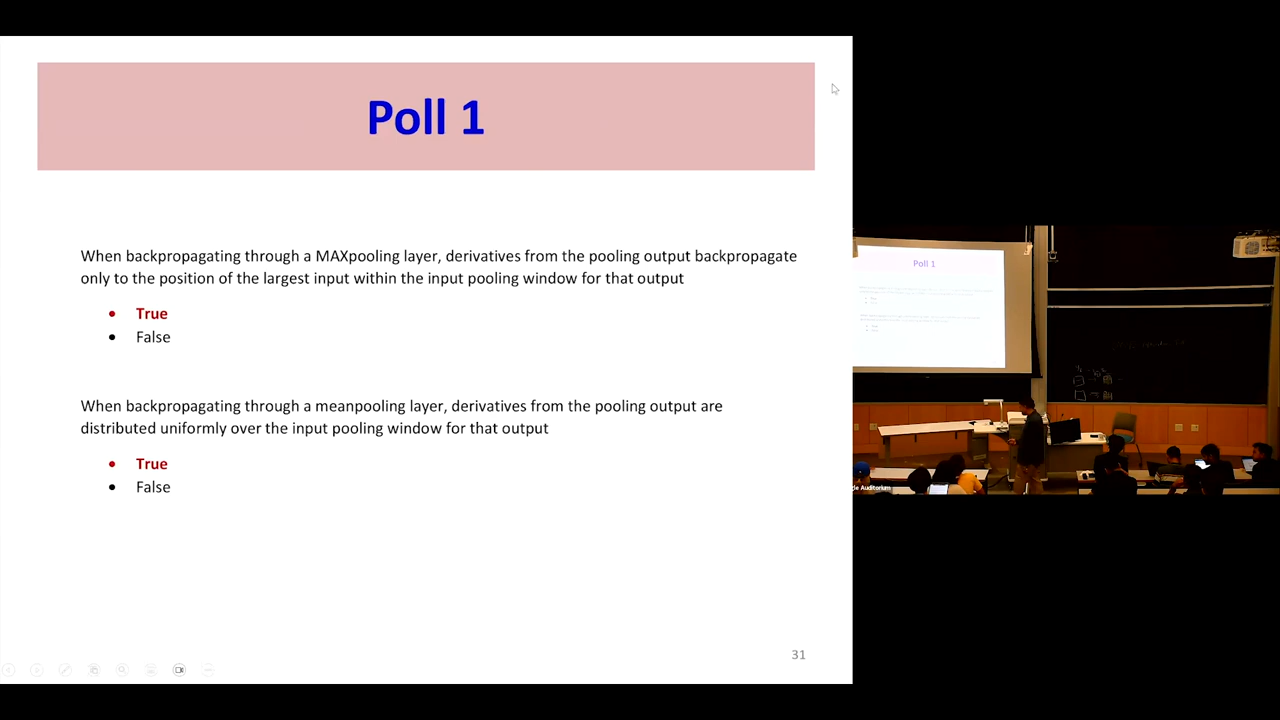 Poll 1
When backpropagating through a MAXpooling layer, derivatives from the pooling output backpropagate
only to the position of the largest input within the input pooling window for that output
• True
• False
When backpropagating through a meanpooling layer, derivatives from the pooling output are
distributed uniformly over the input pooling window for that output
• True
• False
31
Poll 1
Auditorium